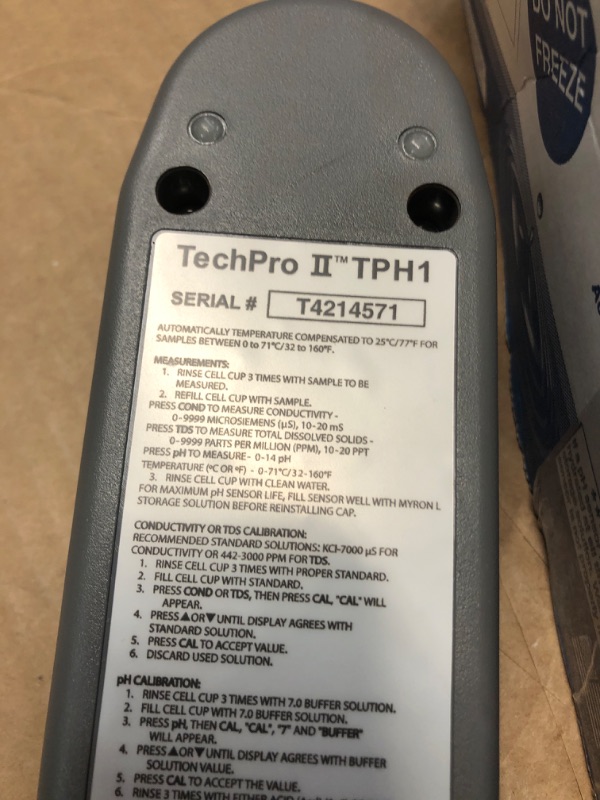 DO NOT
FREEZE
TechPro II™ TPH1
SERIAL # T4214571
AUTOMATICALLY TEMPERATURE COMPENSATED TO 25°C/77°F FOR
SAMPLES BETWEEN 0 to 71°C/32 to 160°F.
MEASUREMENTS:
1. RINSE CELL CUP 3 TIMES WITH SAMPLE TO BE
MEASURED.
2. REFILL CELL CUP WITH SAMPLE.
PRESS COND TO MEASURE CONDUCTIVITY -
0-9999 MICROSIEMENS (µS), 10-20 mS
PRESS TDS TO MEASURE TOTAL DISSOLVED SOLIDS -
0-9999 PARTS PER MILLION (PPM), 10-20 PPT
PRESS pH TO MEASURE - 0-14 pH
TEMPERATURE (°C OR °F) - 0-71°C/32-160°F
3. RINSE CELL CUP WITH CLEAN WATER.
FOR MAXIMUM pH SENSOR LIFE, FILL SENSOR WELL WITH MYRON L
STORAGE SOLUTION BEFORE REINSTALLING CAP.
CONDUCTIVITY OR TDS CALIBRATION:
RECOMMENDED STANDARD SOLUTIONS: KCl-7000 µS FOR
CONDUCTIVITY OR 442-3000 PPM FOR TDS.
1. RINSE CELL CUP 3 TIMES WITH PROPER STANDARD.
2. FILL CELL CUP WITH STANDARD.
3. PRESS COND OR TDS, THEN PRESS CAL, "CAL" WILL
APPEAR.
4. PRESS ▲OR▼UNTIL DISPLAY AGREES WITH
STANDARD SOLUTION.
5. PRESS CAL TO ACCEPT VALUE.
6. DISCARD USED SOLUTION.
pH CALIBRATION:
1. RINSE CELL CUP 3 TIMES WITH 7.0 BUFFER SOLUTION.
2. FILL CELL CUP WITH 7.0 BUFFER SOLUTION.
3. PRESS pH, THEN CAL, "CAL", "7" AND "BUFFER"
WILL APPEAR.
4. PRESS▲OR▼UNTIL DISPLAY AGREES WITH BUFFER
SOLUTION VALUE.
5. PRESS CAL TO ACCEPT THE VALUE.
6. RINSE 3 TIMES WITH EITHER ACID